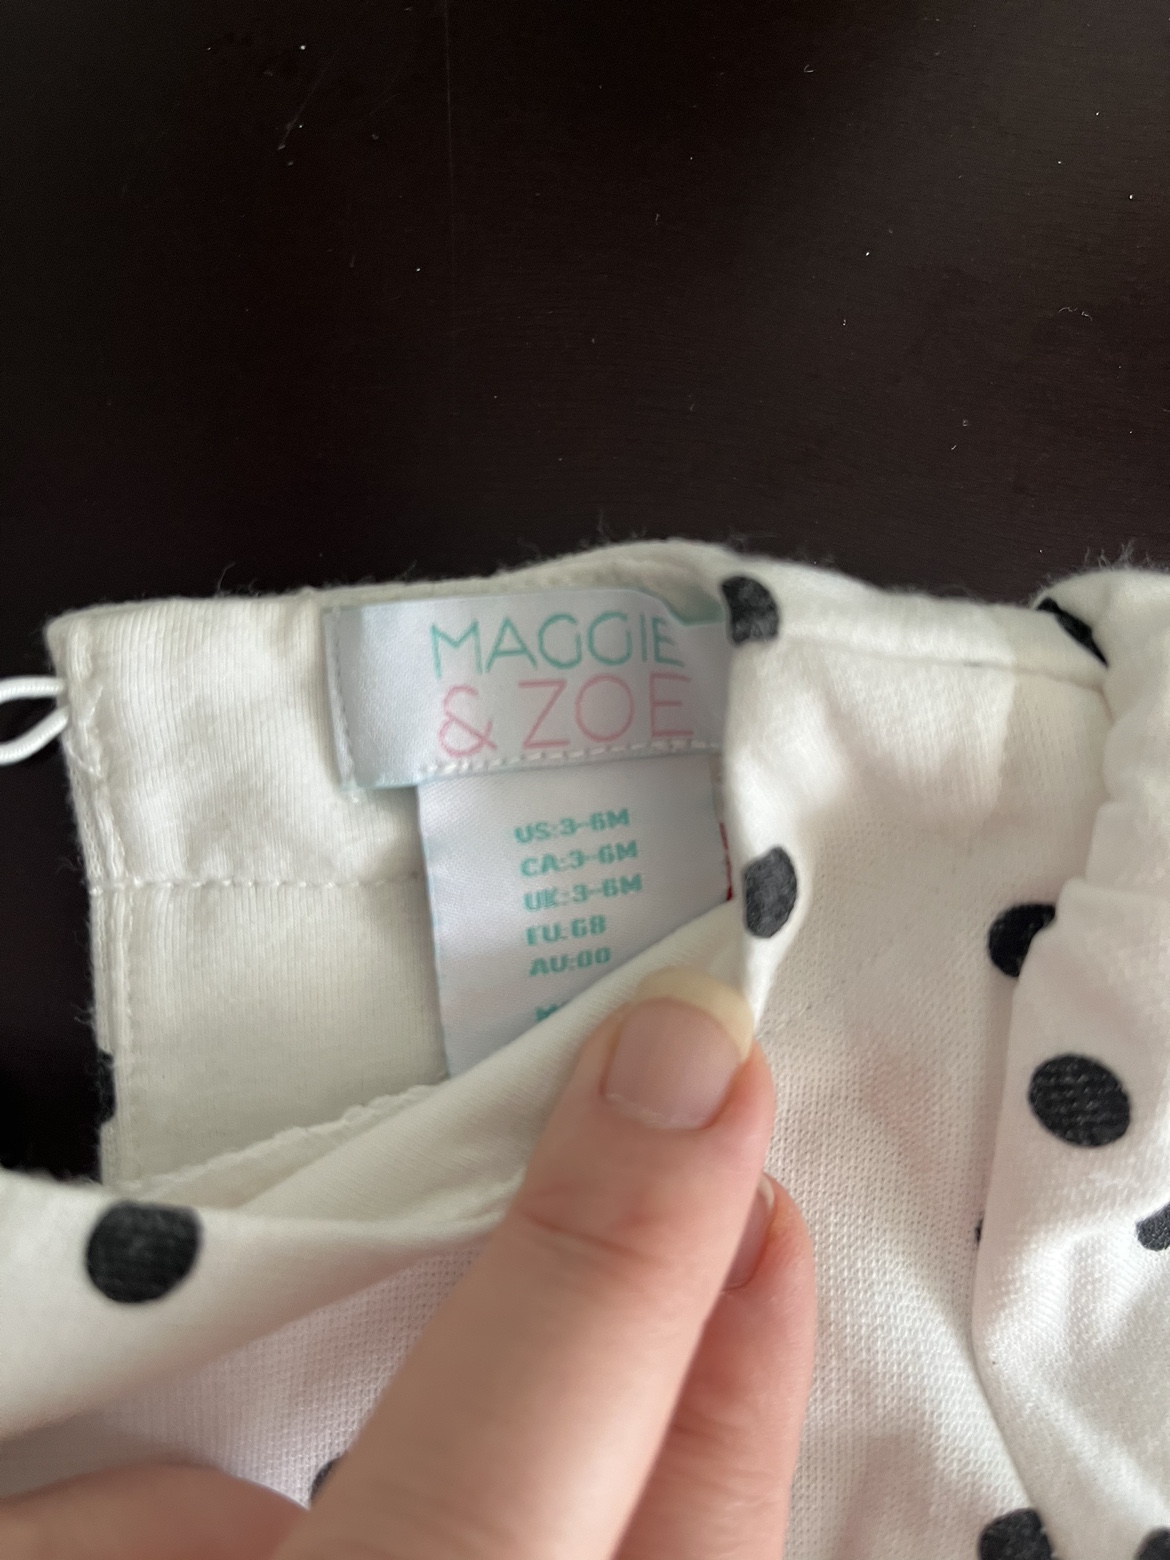 MAGGIE
& ZOE
US:3-6M
CA:3-6M
UK:3-6M
EU:68
AU:00